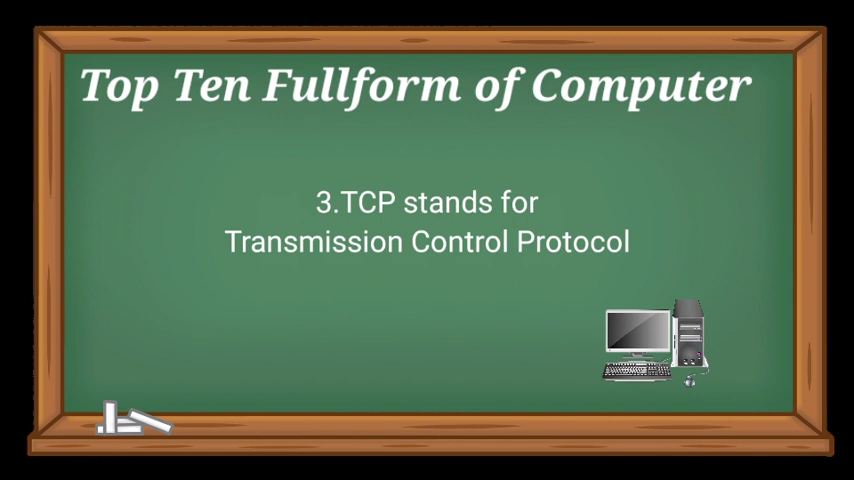 Top Ten Fullform of Computer
3.TCP stands for
Transmission Control Protocol